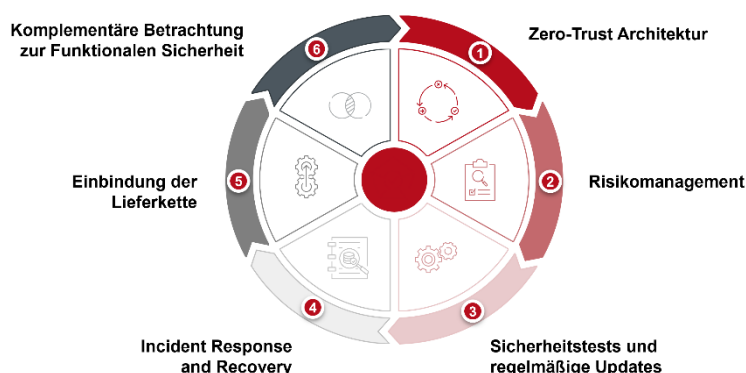 Komplementäre Betrachtung
zur Funktionalen Sicherheit
6
1
Zero-Trust Architektur
Einbindung der
Lieferkette
5
2
Risikomanagement
4
3
Incident Response
and Recovery
Sicherheitstests und
regelmäßige Updates